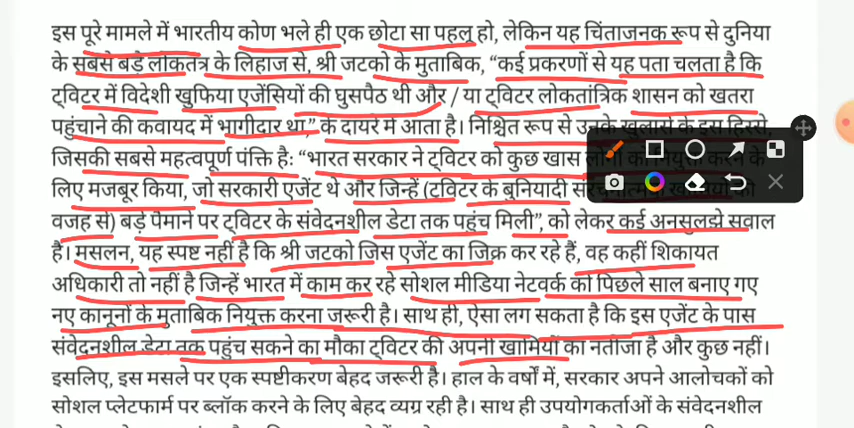 इस पूरे मामले में भारतीय कोण भले ही एक छोटा सा पहलू हो, लेकिन यह चिंताजनक रूप से दुनिया
के सबसे बड़े लोकतंत्र के लिहाज से, श्री जटको के मुताबिक, “कई प्रकरणों से यह पता चलता है कि
ट्विटर में विदेशी खुफिया एजेंसियों की घुसपैठ थी और / या ट्विटर लोकतांत्रिक शासन को खतरा
पहुंचाने की कवायद में भागीदार था,” के दायरे में आता है। निश्चित रूप से उनके खुलासे के इस हिस्से,
जिसकी सबसे महत्वपूर्ण पंक्ति है: “भारत सरकार ने ट्विटर को कुछ खास
लिए मजबूर किया, जो सरकारी एजेंट थे और जिन्हें (ट्विटर के बुनियादी
वजह से) बड़े पैमाने पर ट्विटर के संवेदनशील डेटा तक पहुंच मिली”, को लेकर कई अनसुलझे सवाल
हैं। मसलन, यह स्पष्ट नहीं है कि श्री जटको जिस एजेंट का जिक्र कर रहे हैं, वह कहीं शिकायत
अधिकारी तो नहीं है जिन्हें भारत में काम कर रहे सोशल मीडिया नेटवर्क को पिछले साल बनाए गए
नए कानूनों के मुताबिक नियुक्त करना जरूरी है। साथ ही, ऐसा लग सकता है कि इस एजेंट के पास
संवेदनशील डेटा तक पहुंच सकने का मौका ट्विटर की अपनी खामियों का नतीजा है और कुछ नहीं।
इसलिए, इस मसले पर एक स्पष्टीकरण बेहद जरूरी है। हाल के वर्षों में, सरकार अपने आलोचकों को
सोशल प्लेटफार्म पर ब्लॉक करने के लिए बेहद व्यग्र रही है। साथ ही उपयोगकर्ताओं के संवेदनशील